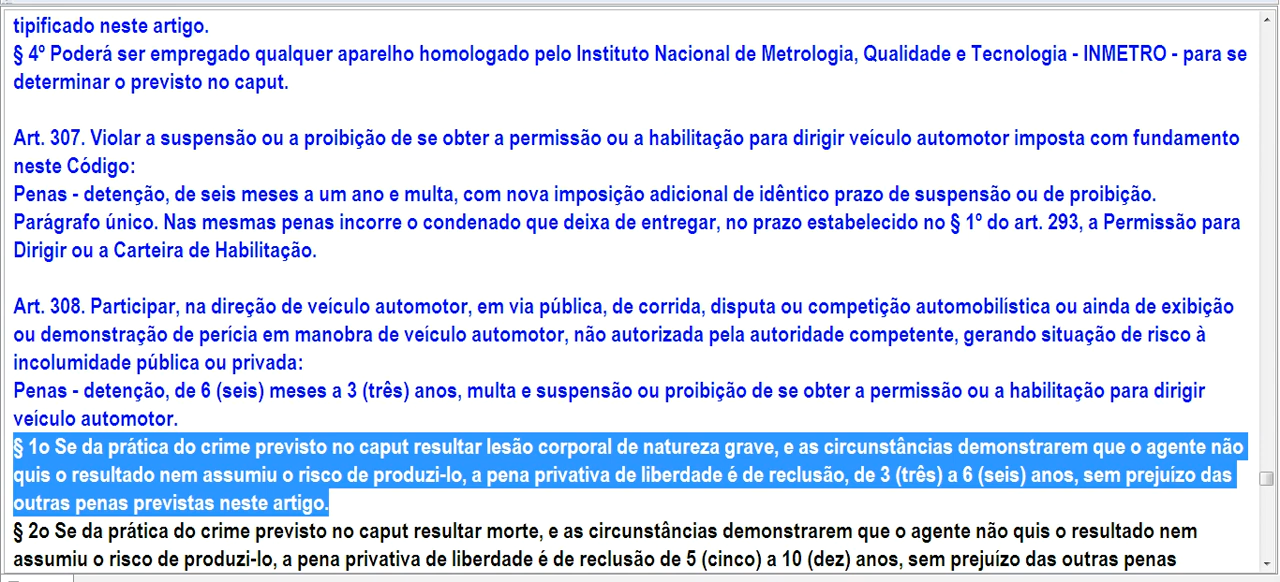 tipificado neste artigo.
§ 4º Poderá ser empregado qualquer aparelho homologado pelo Instituto Nacional de Metrologia, Qualidade e Tecnologia - INMETRO - para se
determinar o previsto no caput.
Art. 307. Violar a suspensão ou a proibição de se obter a permissão ou a habilitação para dirigir veículo automotor imposta com fundamento
neste Código:
Penas - detenção, de seis meses a um ano e multa, com nova imposição adicional de idêntico prazo de suspensão ou de proibição.
Parágrafo único. Nas mesmas penas incorre o condenado que deixa de entregar, no prazo estabelecido no § 1º do art. 293, a Permissão para
Dirigir ou a Carteira de Habilitação.
Art. 308. Participar, na direção de veículo automotor, em via pública, de corrida, disputa ou competição automobilística ou ainda de exibição
ou demonstração de perícia em manobra de veículo automotor, não autorizada pela autoridade competente, gerando situação de risco à
incolumidade pública ou privada:
Penas - detenção, de 6 (seis) meses a 3 (três) anos, multa e suspensão ou proibição de se obter a permissão ou a habilitação para dirigir
veículo automotor.
§ 1o Se da prática do crime previsto no caput resultar lesão corporal de natureza grave, e as circunstâncias demonstrarem que o agente não
quis o resultado nem assumiu o risco de produzi-lo, a pena privativa de liberdade é de reclusão, de 3 (três) a 6 (seis) anos, sem prejuízo das
outras penas previstas neste artigo.
§ 2o Se da prática do crime previsto no caput resultar morte, e as circunstâncias demonstrarem que o agente não quis o resultado nem
assumiu o risco de produzi-lo, a pena privativa de liberdade é de reclusão de 5 (cinco) a 10 (dez) anos, sem prejuízo das outras penas